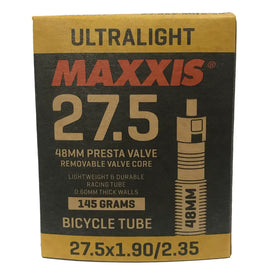 ULTRALIGHT
MAXXIS®
27.5
48MM PRESTA VALVE
REMOVABLE VALVE CORE
LIGHTWEIGHT & DURABLE
RACING TUBE
0.60MM THICK WALLS
145 GRAMS
48MM
BICYCLE TUBE
27.5x1.90/2.35